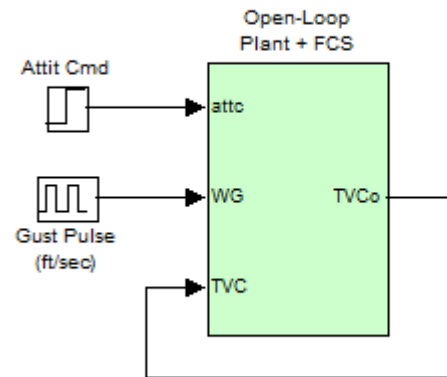 Open-Loop
Plant + FCS
Attit Cmd
attc
WG
TVCo
Gust Pulse
(ft/sec)
TVC